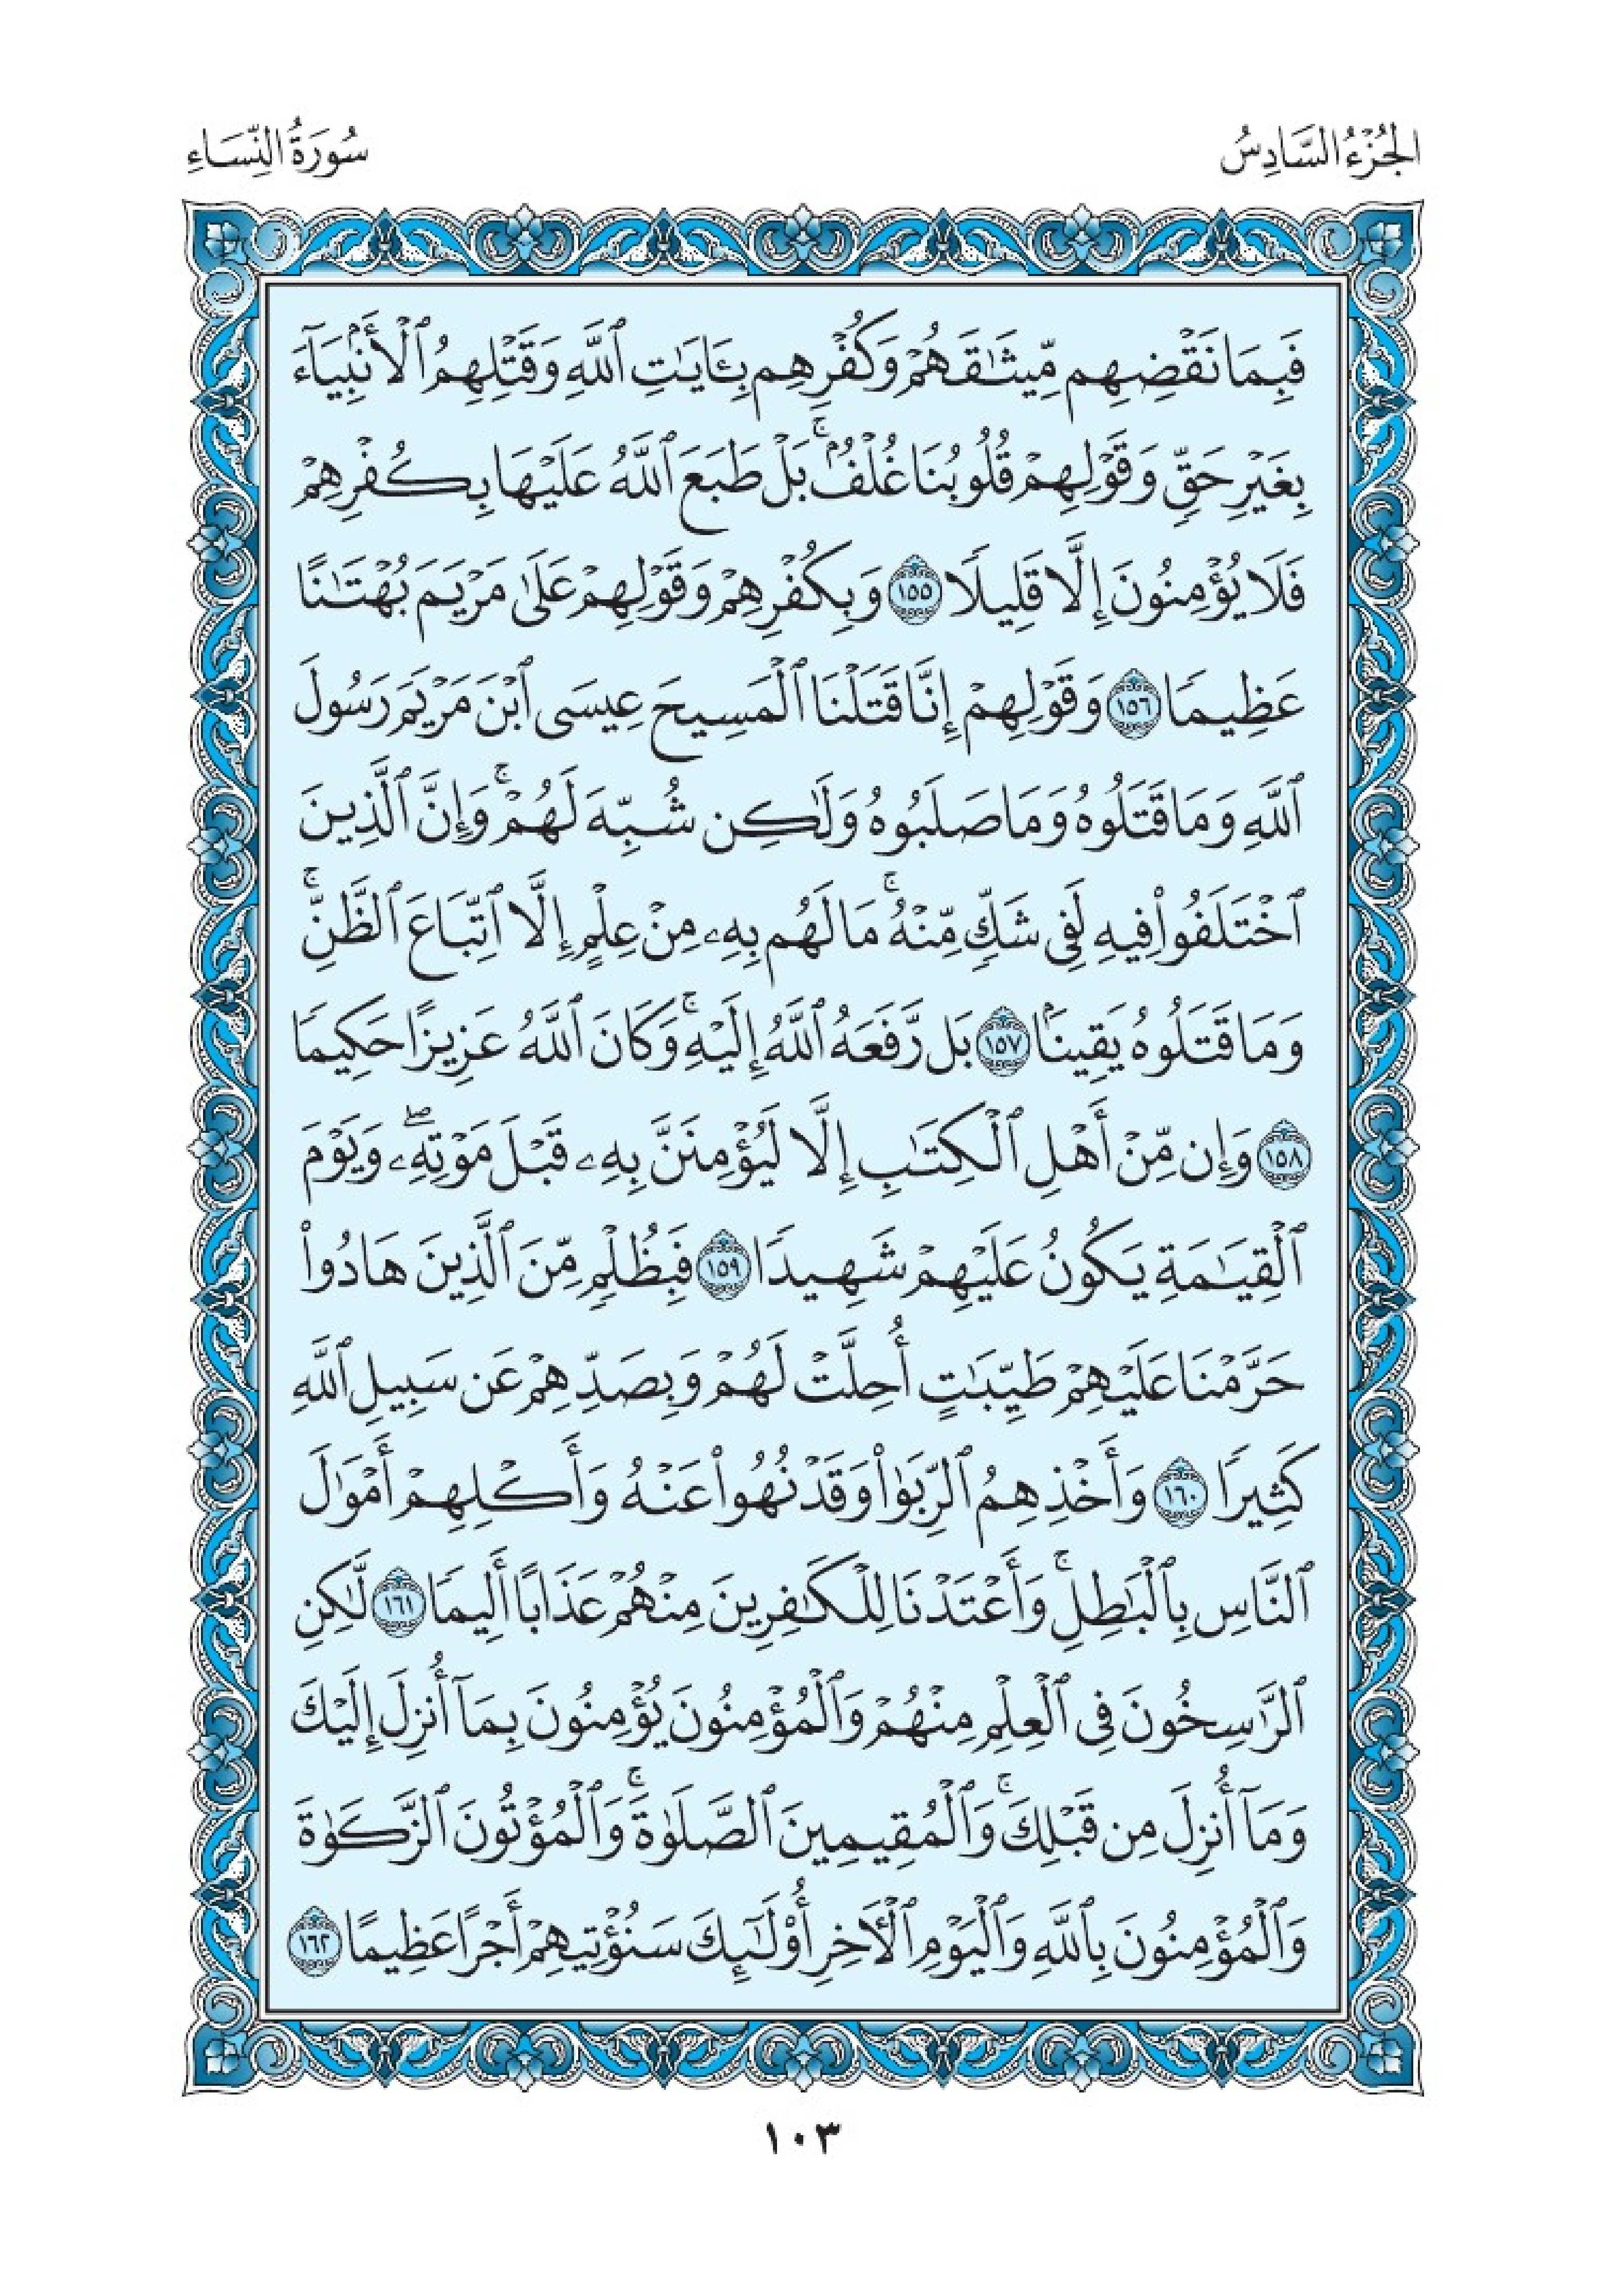 الجُزْءُ السَّادِسُ
سُورَةُ النِّسَاءِ
فَبِمَا نَقْضِهِم مِّيثَـٰقَهُمْ وَكُفْرِهِم بِـَٔايَـٰتِ ٱللَّهِ وَقَتْلِهِمُ ٱلْأَنۢبِيَآءَ
بِغَيْرِ حَقٍّۢ وَقَوْلِهِمْ قُلُوبُنَا غُلْفٌۢ ۚ بَلْ طَبَعَ ٱللَّهُ عَلَيْهَا بِكُفْرِهِمْ
فَلَا يُؤْمِنُونَ إِلَّا قَلِيلًا ١٥٥ وَبِكُفْرِهِمْ وَقَوْلِهِمْ عَلَىٰ مَرْيَمَ بُهْتَـٰنًا
عَظِيمًا ١٥٦ وَقَوْلِهِمْ إِنَّا قَتَلْنَا ٱلْمَسِيحَ عِيسَى ٱبْنَ مَرْيَمَ رَسُولَ
ٱللَّهِ وَمَا قَتَلُوهُ وَمَا صَلَبُوهُ وَلَـٰكِن شُبِّهَ لَهُمْ ۚ وَإِنَّ ٱلَّذِينَ
ٱخْتَلَفُوا۟ فِيهِ لَفِى شَكٍّۢ مِّنْهُ ۚ مَا لَهُم بِهِۦ مِنْ عِلْمٍ إِلَّا ٱتِّبَاعَ ٱلظَّنِّ ۚ
وَمَا قَتَلُوهُ يَقِينًۢا ١٥٧ بَل رَّفَعَهُ ٱللَّهُ إِلَيْهِ ۚ وَكَانَ ٱللَّهُ عَزِيزًا حَكِيمًا
١٥٨ وَإِن مِّنْ أَهْلِ ٱلْكِتَـٰبِ إِلَّا لَيُؤْمِنَنَّ بِهِۦ قَبْلَ مَوْتِهِۦ ۖ وَيَوْمَ
ٱلْقِيَـٰمَةِ يَكُونُ عَلَيْهِمْ شَهِيدًا ١٥٩ فَبِظُلْمٍۢ مِّنَ ٱلَّذِينَ هَادُوا۟
حَرَّمْنَا عَلَيْهِمْ طَيِّبَـٰتٍ أُحِلَّتْ لَهُمْ وَبِصَدِّهِمْ عَن سَبِيلِ ٱللَّهِ
كَثِيرًا ١٦٠ وَأَخْذِهِمُ ٱلرِّبَوٰا۟ وَقَدْ نُهُوا۟ عَنْهُ وَأَكْلِهِمْ أَمْوَٰلَ
ٱلنَّاسِ بِٱلْبَـٰطِلِ ۚ وَأَعْتَدْنَا لِلْكَـٰفِرِينَ مِنْهُمْ عَذَابًا أَلِيمًا ١٦١ لَّـٰكِنِ
ٱلرَّٰسِخُونَ فِى ٱلْعِلْمِ مِنْهُمْ وَٱلْمُؤْمِنُونَ يُؤْمِنُونَ بِمَآ أُنزِلَ إِلَيْكَ
وَمَآ أُنزِلَ مِن قَبْلِكَ ۚ وَٱلْمُقِيمِينَ ٱلصَّلَوٰةَ ۚ وَٱلْمُؤْتُونَ ٱلزَّكَوٰةَ
وَٱلْمُؤْمِنُونَ بِٱللَّهِ وَٱلْيَوْمِ ٱلْـَٔاخِرِ أُو۟لَـٰٓئِكَ سَنُؤْتِيهِمْ أَجْرًا عَظِيمًا ١٦٢
١٠٣